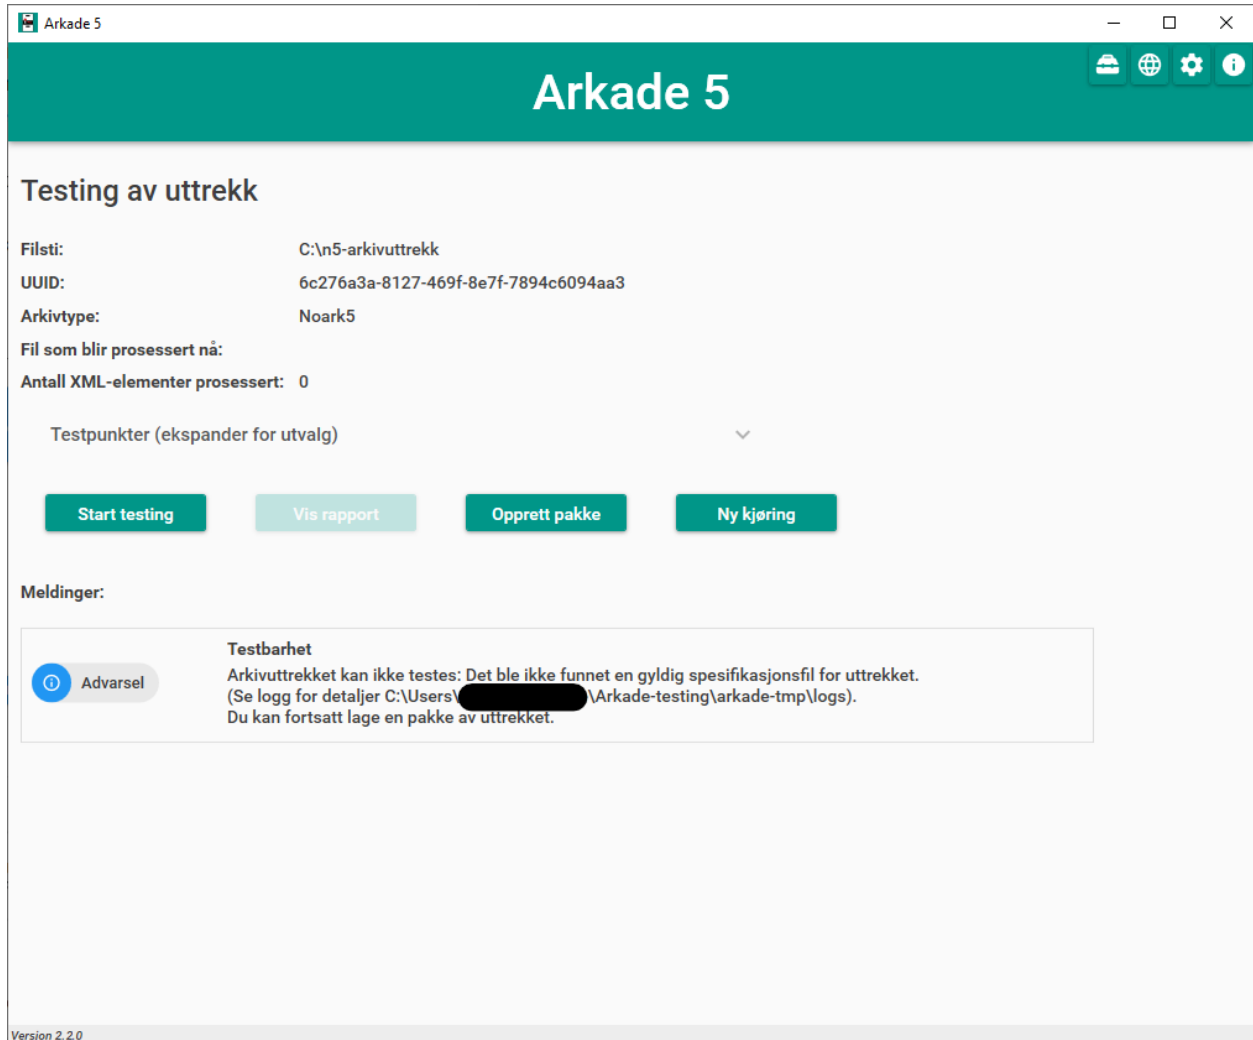 Arkade 5
Arkade 5
Testing av uttrekk
Filsti: C:\n5-arkivuttrekk
UUID: 6c276a3a-8127-469f-8e7f-7894c6094aa3
Arkivtype: Noark5
Fil som blir prosessert nå:
Antall XML-elementer prosessert: 0
Testpunkter (ekspander for utvalg)
Start testing Vis rapport Opprett pakke Ny kjøring
Meldinger:
Testbarhet
Advarsel Arkivuttrekket kan ikke testes: Det ble ikke funnet en gyldig spesifikasjonsfil for uttrekket.
(Se logg for detaljer C:\Users\ \Arkade-testing\arkade-tmp\logs).
Du kan fortsatt lage en pakke av uttrekket.
Version 2.2.0